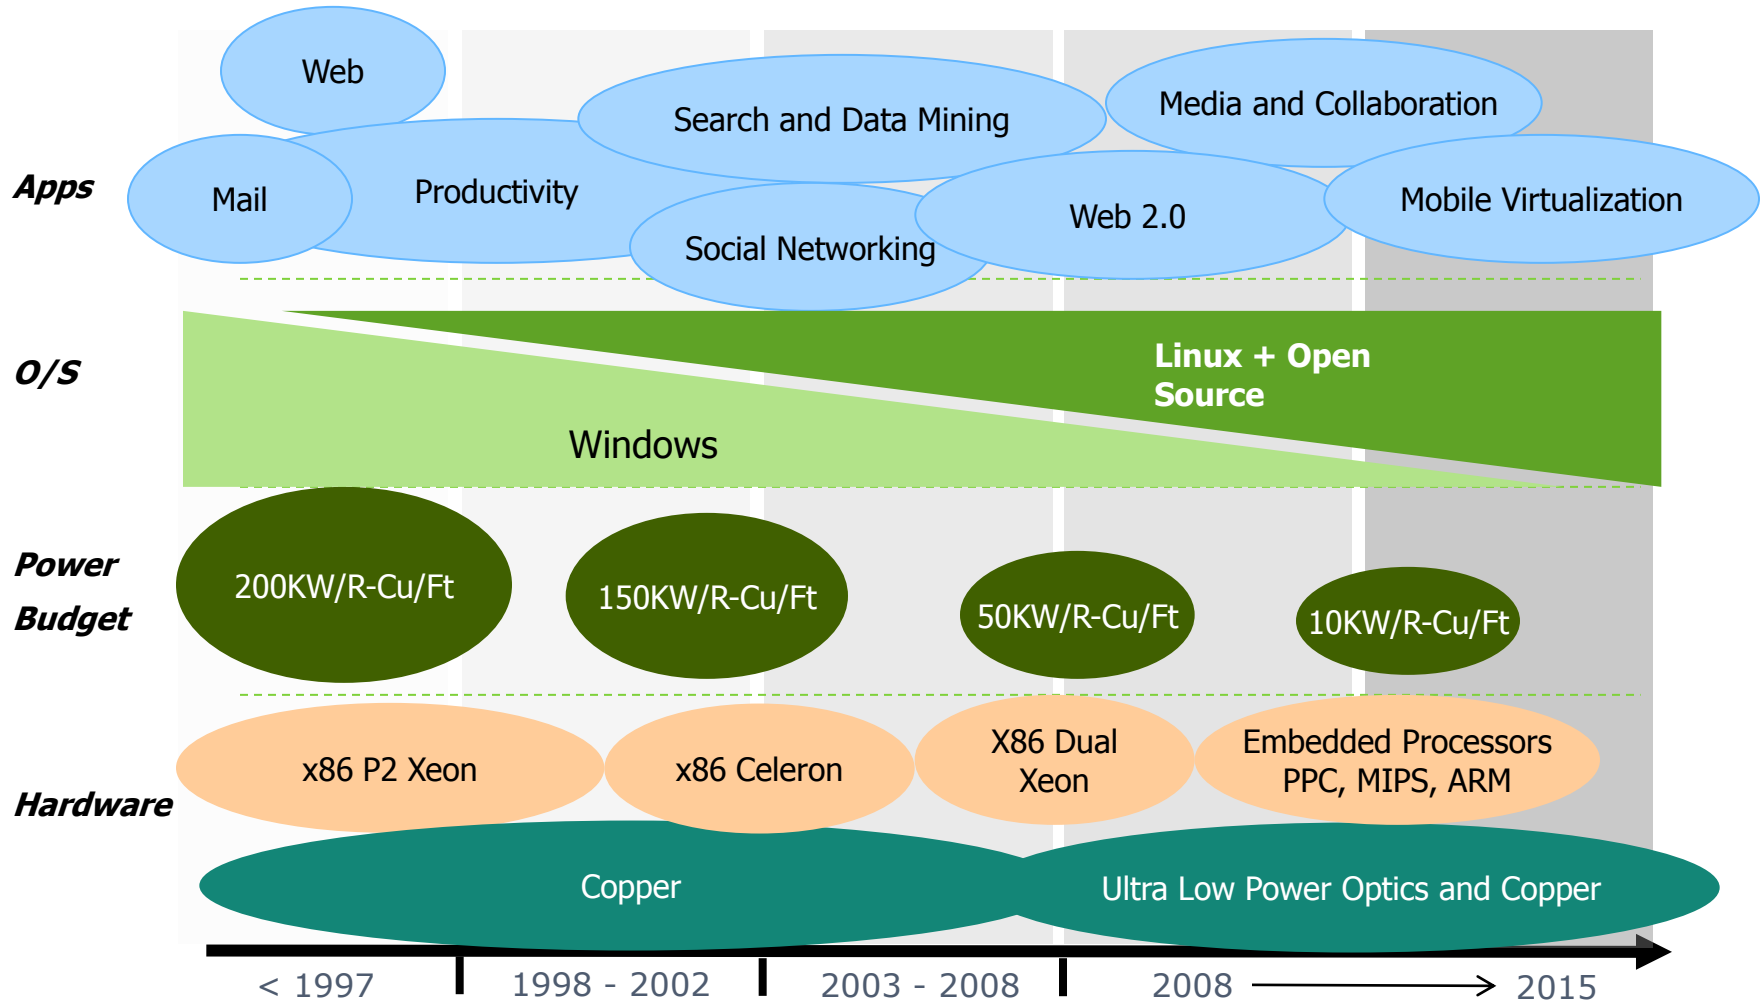 Web
Search and Data Mining
Media and Collaboration
Apps
Mail
Productivity
Social Networking
Web 2.0
Mobile Virtualization
O/S
Linux + Open
Source
Windows
Power
Budget
200KW/R-Cu/Ft
150KW/R-Cu/Ft
50KW/R-Cu/Ft
10KW/R-Cu/Ft
Hardware
x86 P2 Xeon
x86 Celeron
X86 Dual
Xeon
Embedded Processors
PPC, MIPS, ARM
Copper
Ultra Low Power Optics and Copper
< 1997
1998 - 2002
2003 - 2008
2008
2015